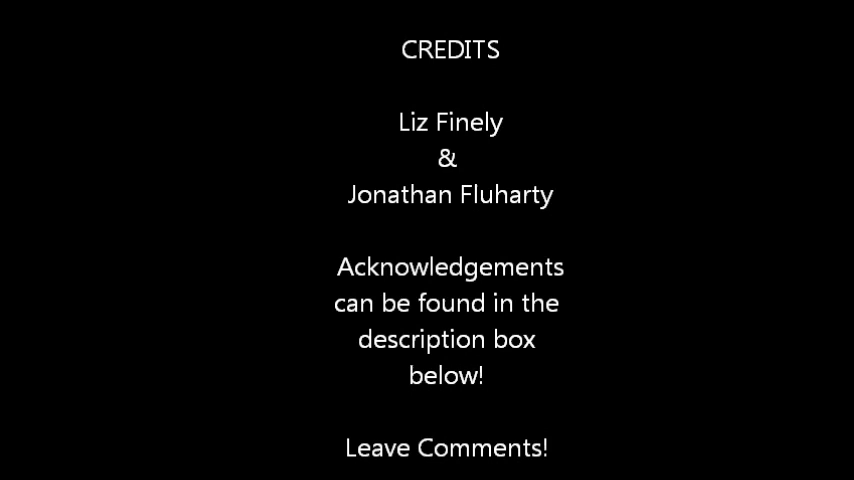 CREDITS
Liz Finely
&
Jonathan Fluharty
Acknowledgements
can be found in the
description box
below!
Leave Comments!